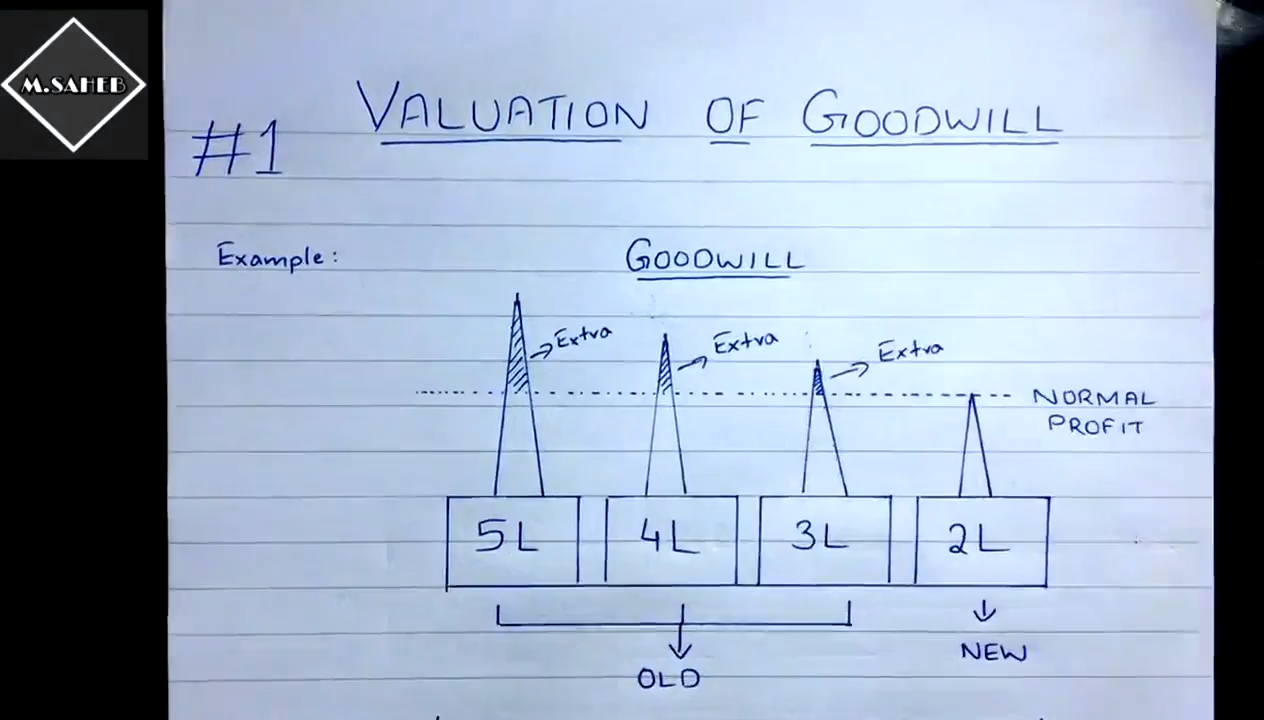 M.SAHEB
VALUATION OF GOODWILL
#1
Example:
GOODWILL
Extra
Extra
Extra
NORMAL
PROFIT
5L
4L
3L
2L
OLD
NEW